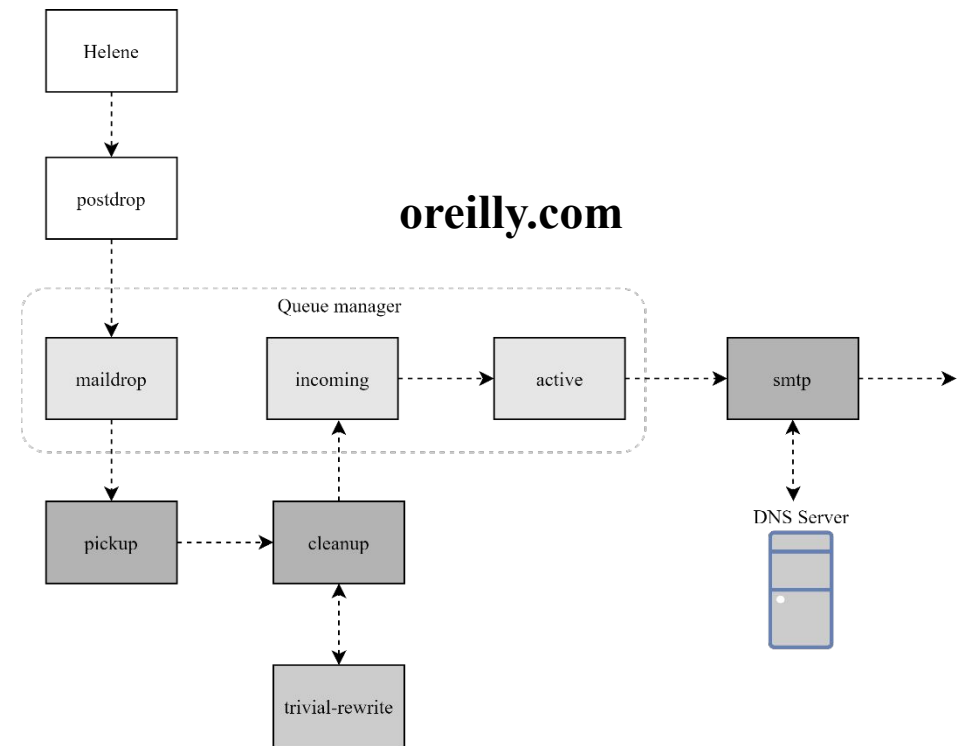 Helene
postdrop
oreilly.com
Queue manager
maildrop
incoming
active
smtp
pickup
cleanup
DNS Server
trivial-rewrite